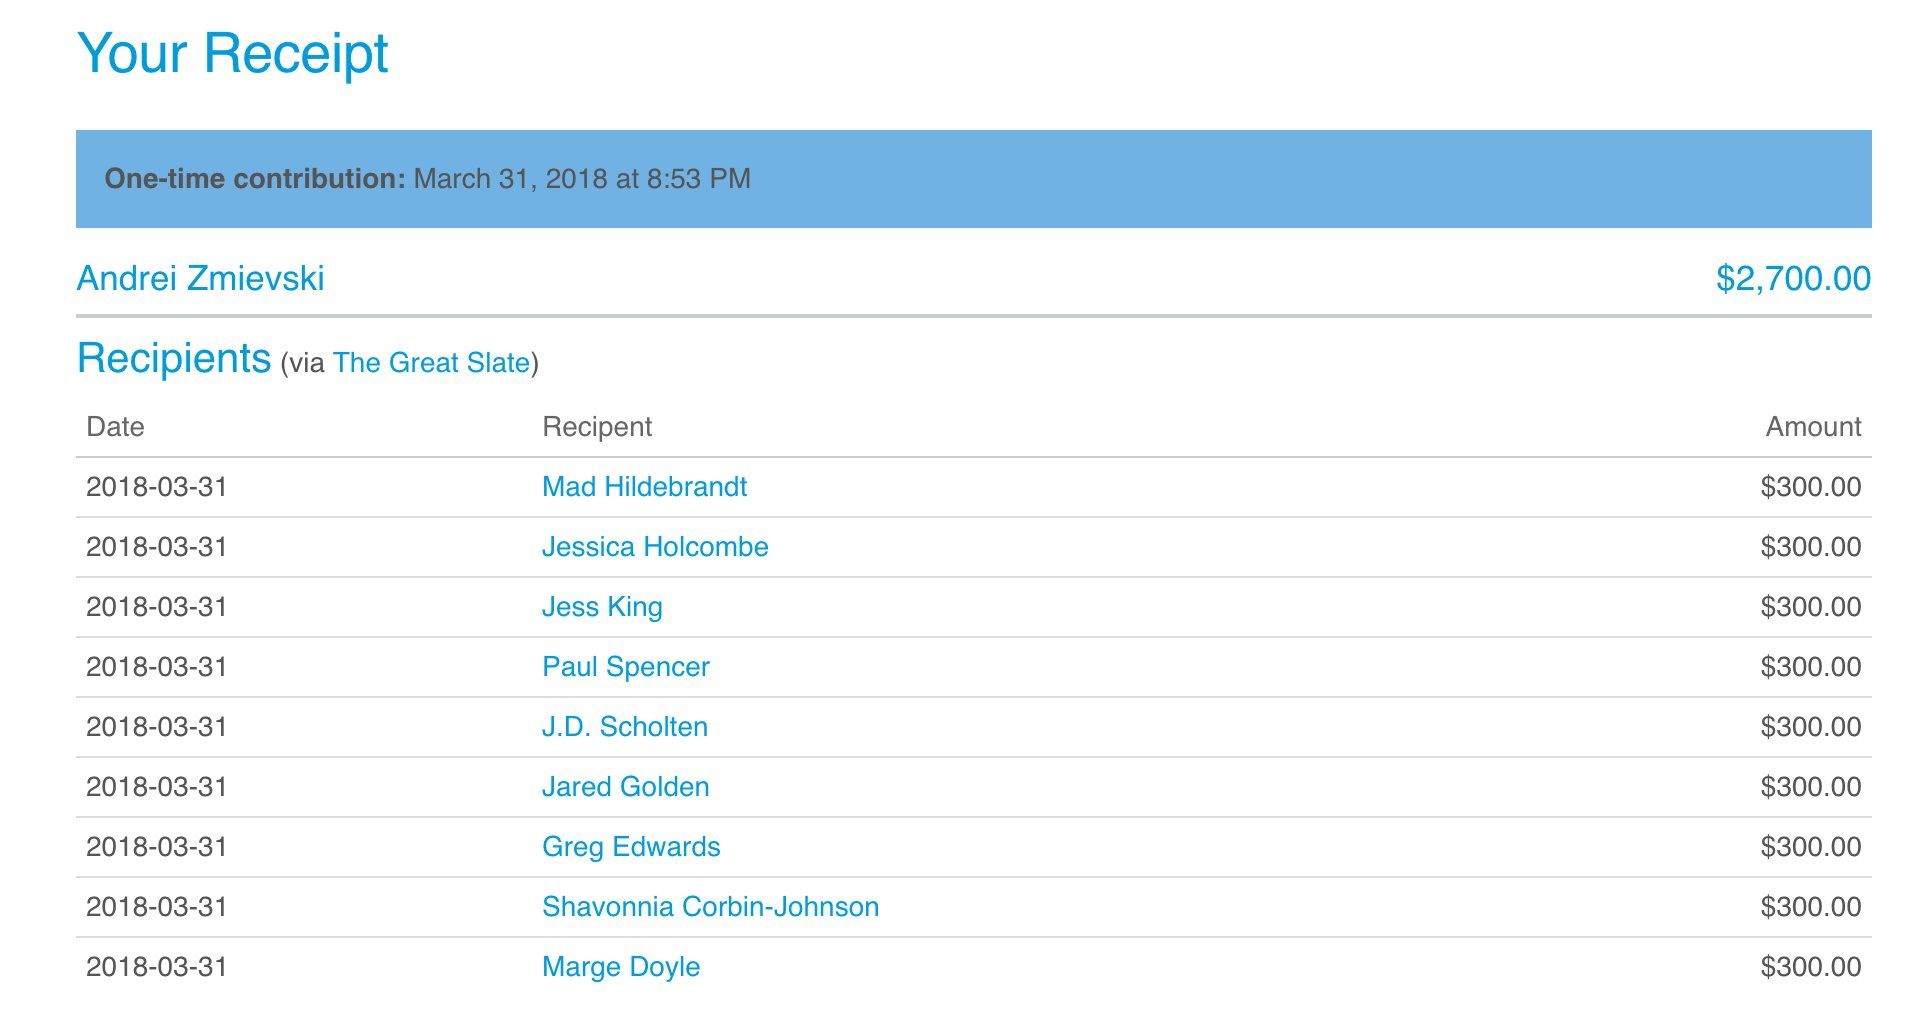 Your Receipt
One-time contribution: March 31, 2018 at 8:53 PM
Andrei Zmievski $2,700.00
Recipients (via The Great Slate)
Date Recipent Amount
2018-03-31 Mad Hildebrandt $300.00
2018-03-31 Jessica Holcombe $300.00
2018-03-31 Jess King $300.00
2018-03-31 Paul Spencer $300.00
2018-03-31 J.D. Scholten $300.00
2018-03-31 Jared Golden $300.00
2018-03-31 Greg Edwards $300.00
2018-03-31 Shavonnia Corbin-Johnson $300.00
2018-03-31 Marge Doyle $300.00